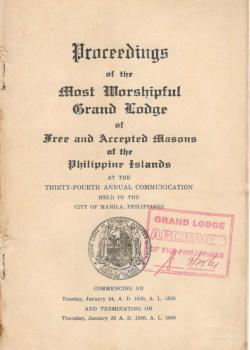 Proceedings
of the
Most Worshipful
Grand Lodge
of
Free and Accepted Masons
of the
Philippine Islands
AT THE
THIRTY-FOURTH ANNUAL COMMUNICATION
HELD IN THE
CITY OF MANILA, PHILIPPINES
GRAND LODGE
ARCHIVES
OF THE PHILIPPINES
COMMENCING ON
Tuesday, January 24, A. D. 1950, A. L. 5950
AND TERMINATING ON
Thursday, January 26 A. D. 1950, A. L. 5950